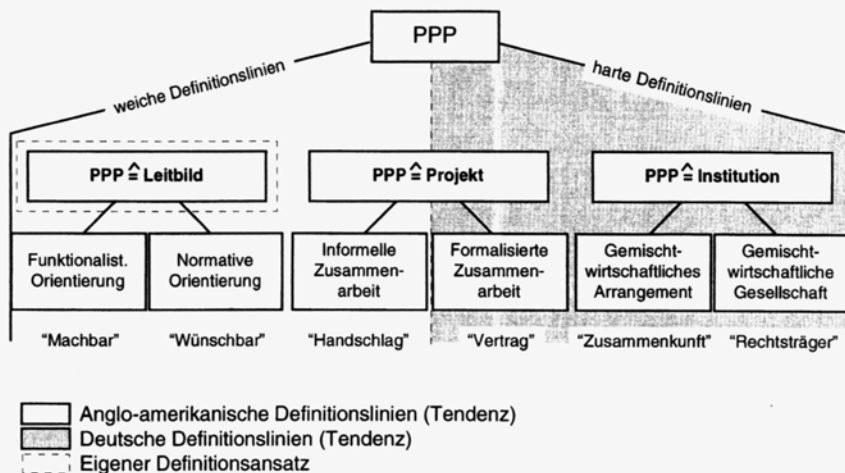 PPP
weiche Definitionslinien
harte Definitionslinien
PPP ≙ Leitbild
PPP ≙ Projekt
PPP ≙ Institution
Funktionalist.
Orientierung
Normative
Orientierung
Informelle
Zusammen-
arbeit
Formalisierte
Zusammen-
arbeit
Gemischt-
wirtschaftliches
Arrangement
Gemischt-
wirtschaftliche
Gesellschaft
“Machbar”
“Wünschbar”
“Handschlag”
“Vertrag”
“Zusammenkunft”
“Rechtsträger”
Anglo-amerikanische Definitionslinien (Tendenz)
Deutsche Definitionslinien (Tendenz)
Eigener Definitionsansatz